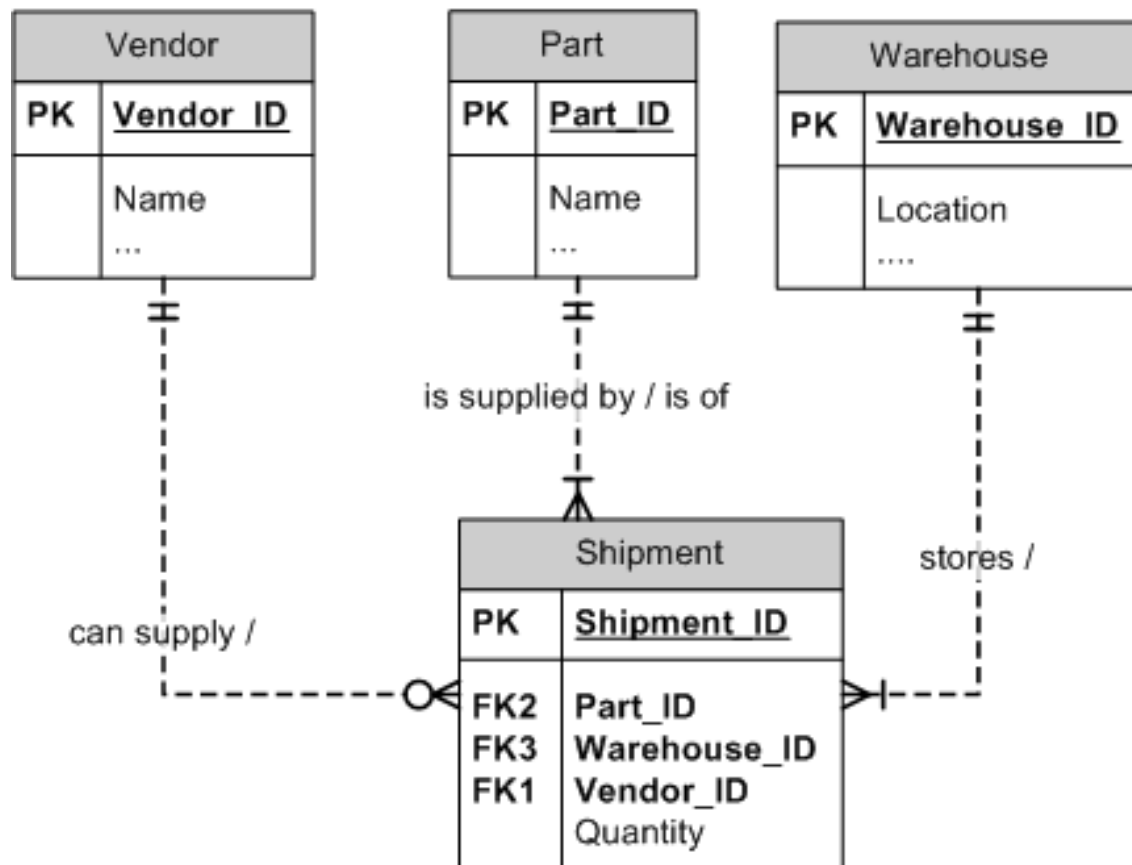 Vendor
PK Vendor_ID
Name
...
Part
PK Part_ID
Name
...
Warehouse
PK Warehouse_ID
Location
....
is supplied by / is of
stores /
can supply /
Shipment
PK Shipment_ID
FK2 Part_ID
FK3 Warehouse_ID
FK1 Vendor_ID
Quantity